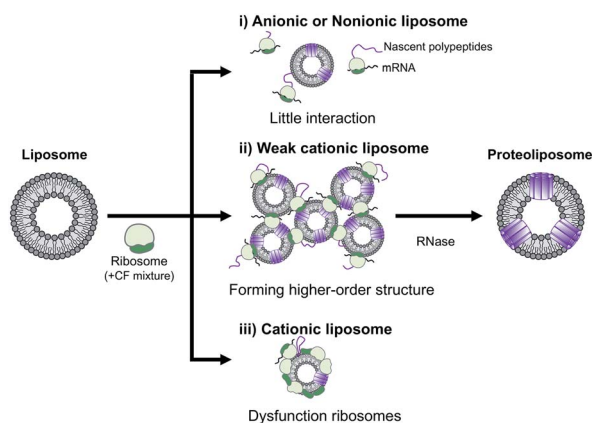 i) Anionic or Nonionic liposome
Nascent polypeptides
mRNA
Little interaction
Liposome
ii) Weak cationic liposome
Proteoliposome
Ribosome
(+CF mixture)
RNase
Forming higher-order structure
iii) Cationic liposome
Dysfunction ribosomes